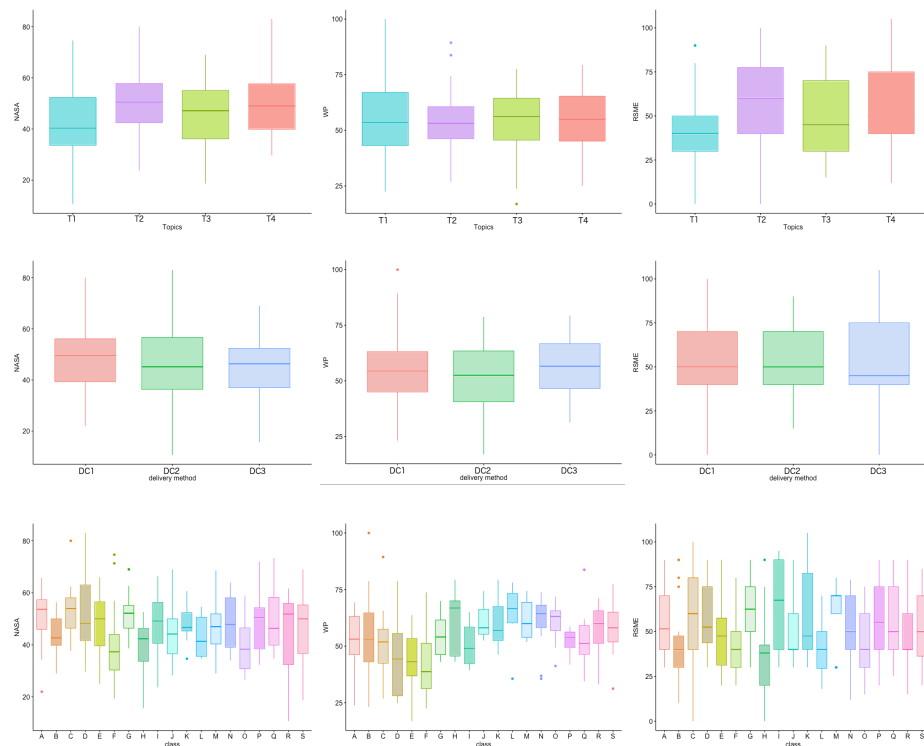 NASA
80
60
40
20
T1 T2 T3 T4
Topics
WP
100
75
50
25
T1 T2 T3 T4
Topics
RSME
100
75
50
25
0
T1 T2 T3 T4
Topics
NASA
80
60
40
20
DC1 DC2 DC3
delivery method
WP
100
75
50
25
DC1 DC2 DC3
delivery method
RSME
100
75
50
25
0
DC1 DC2 DC3
delivery method
NASA
80
60
40
20
A B C D E F G H I J K L M N O P Q R S
class
WP
100
75
50
25
A B C D E F G H I J K L M N O P Q R S
class
RSME
100
75
50
25
0
A B C D E F G H I J K L M N O P Q R S
class